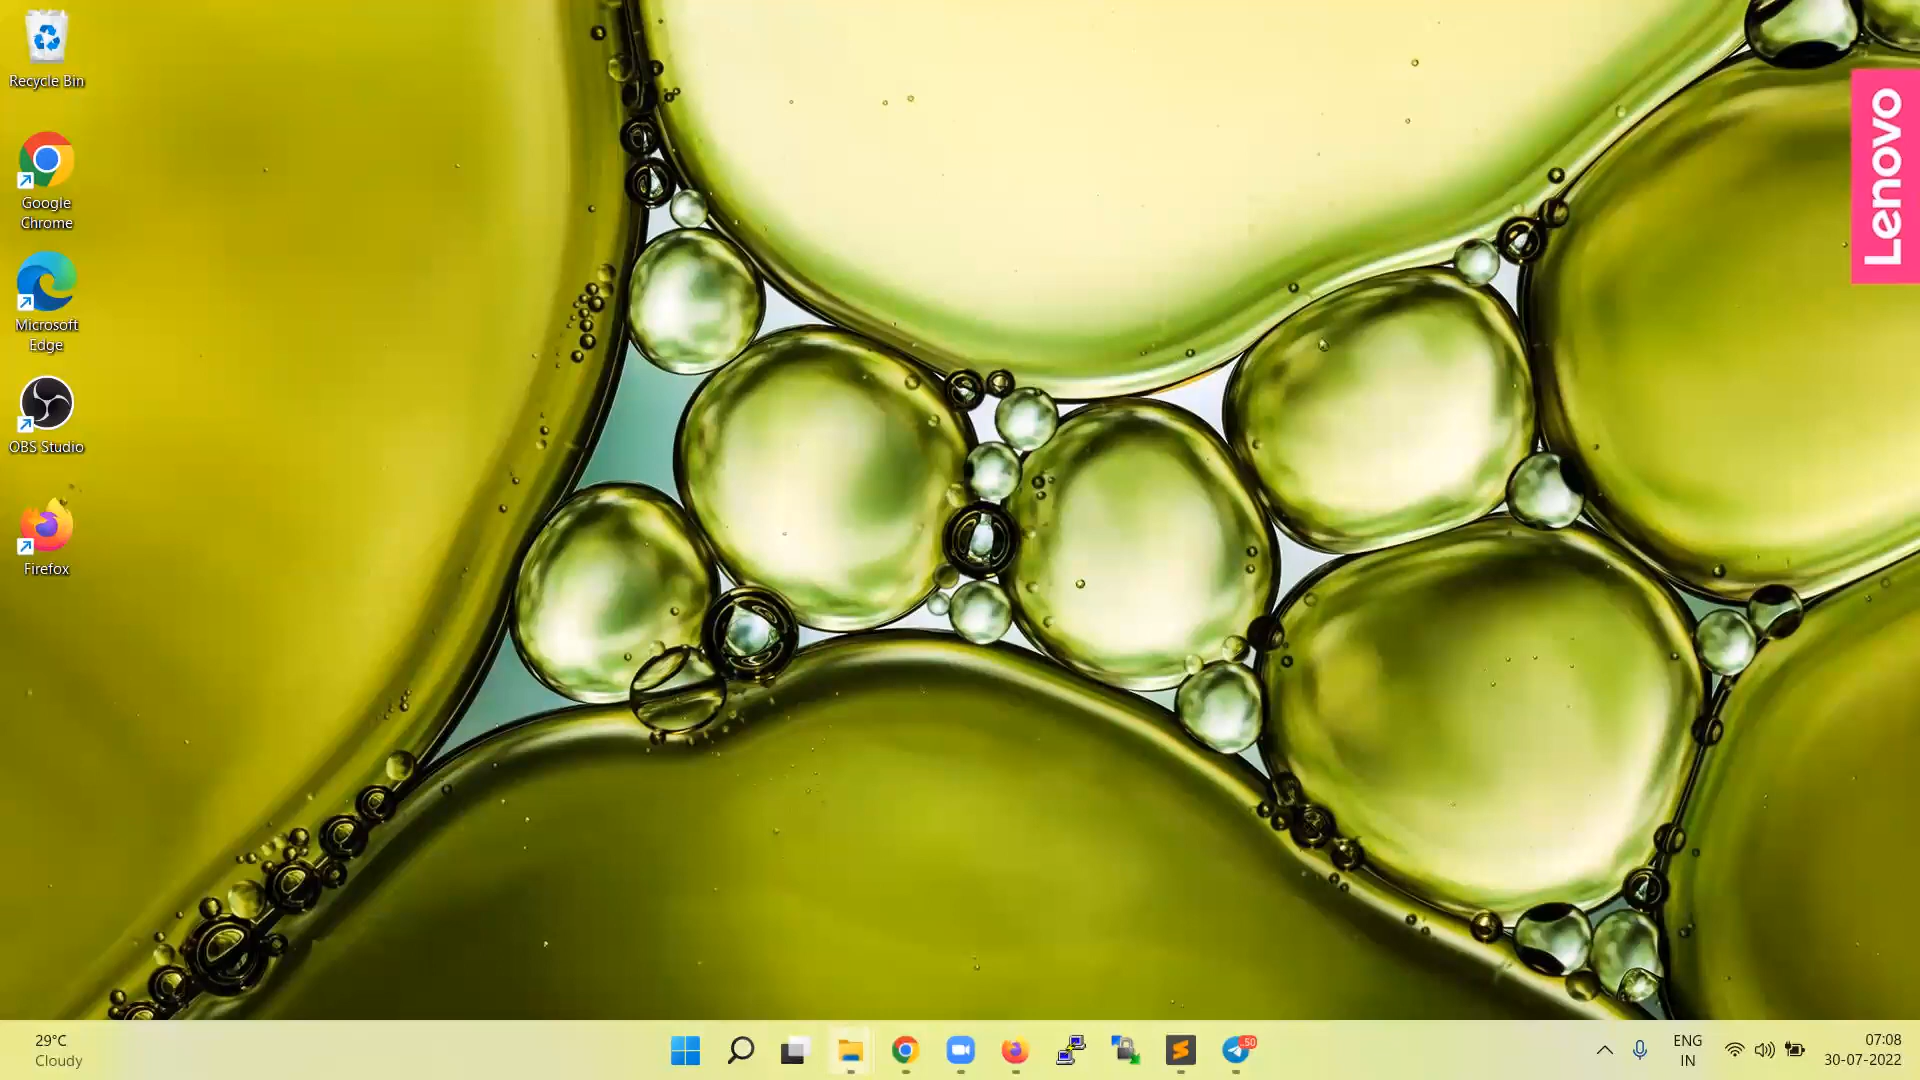 Recycle Bin
Google
Chrome
Microsoft
Edge
OBS Studio
Firefox
Lenovo
29°C
Cloudy
50
ENG
IN
07:08
30-07-2022